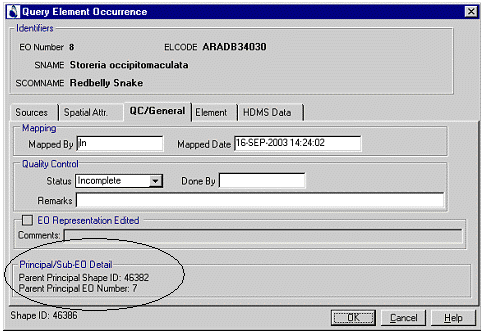 Query Element Occurrence
Identifiers
EO Number 8 ELCODE ARADB34030
SNAME Storeria occipitomaculata
SCOMNAME Redbelly Snake
Sources Spatial Attr. QC/General Element HDMS Data
Mapping
Mapped By jln Mapped Date 16-SEP-2003 14:24:02
Quality Control
Status Incomplete Done By
Remarks
EO Representation Edited
Comments:
Principal/Sub-EO Detail
Parent Principal Shape ID: 46382
Parent Principal EO Number: 7
Shape ID: 46386 OK Cancel Help